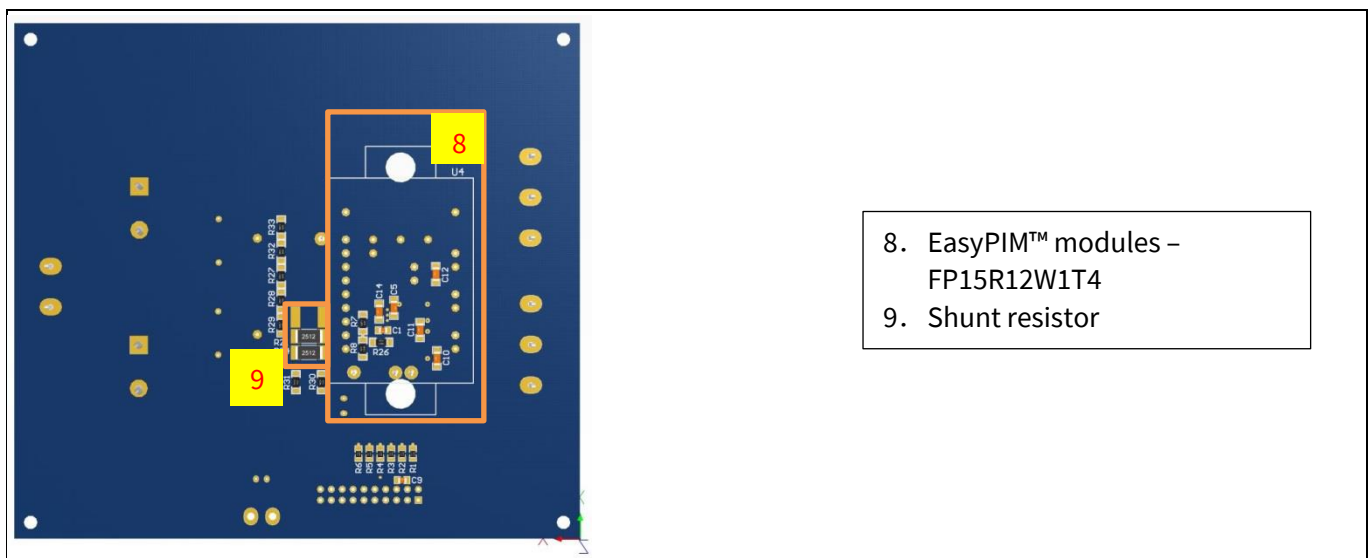 8
U4
R33
R32
R27
R28
R29
C12
C14
C5
R7
C1
C11
R8
R26
C10
2512
2512
9
R31
R30
R6
R5
R4
R3
R2
R1
C9
X
Z
8. EasyPIM™ modules –
FP15R12W1T4
9. Shunt resistor